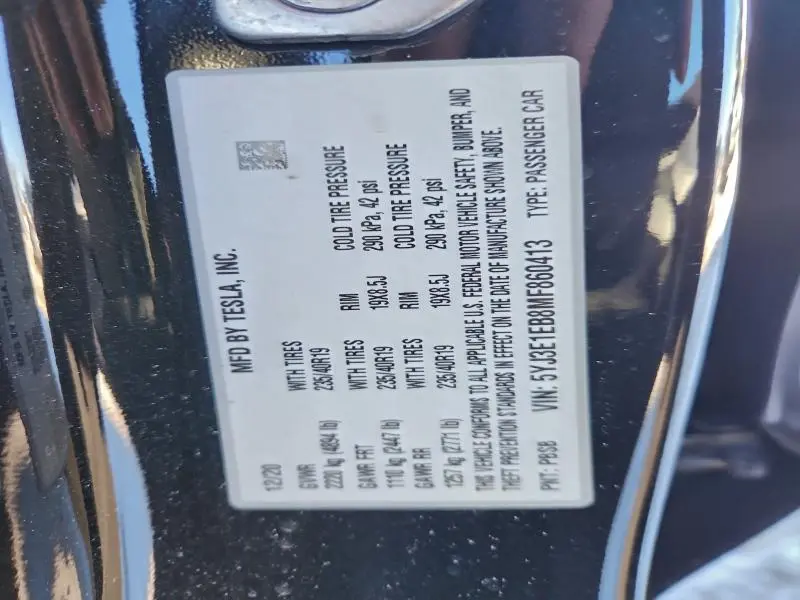 MFD BY TESLA, INC.
12/20
GVWR WITH TIRES RIM COLD TIRE PRESSURE
2220 kg (4894 lb) 235/40R19 19X8.5J 290 kPa, 42 psi
GAWR FRT WITH TIRES RIM COLD TIRE PRESSURE
1110 kg (2447 lb) 235/40R19 19X8.5J 290 kPa, 42 psi
GAWR RR WITH TIRES
1257 kg (2771 lb) 235/40R19
THIS VEHICLE CONFORMS TO ALL APPLICABLE U.S. FEDERAL MOTOR VEHICLE SAFETY, BUMPER, AND
THEFT PREVENTION STANDARDS IN EFFECT ON THE DATE OF MANUFACTURE SHOWN ABOVE.
PNT: PBSB VIN: 5YJ3E1EB8MF860413 TYPE: PASSENGER CAR